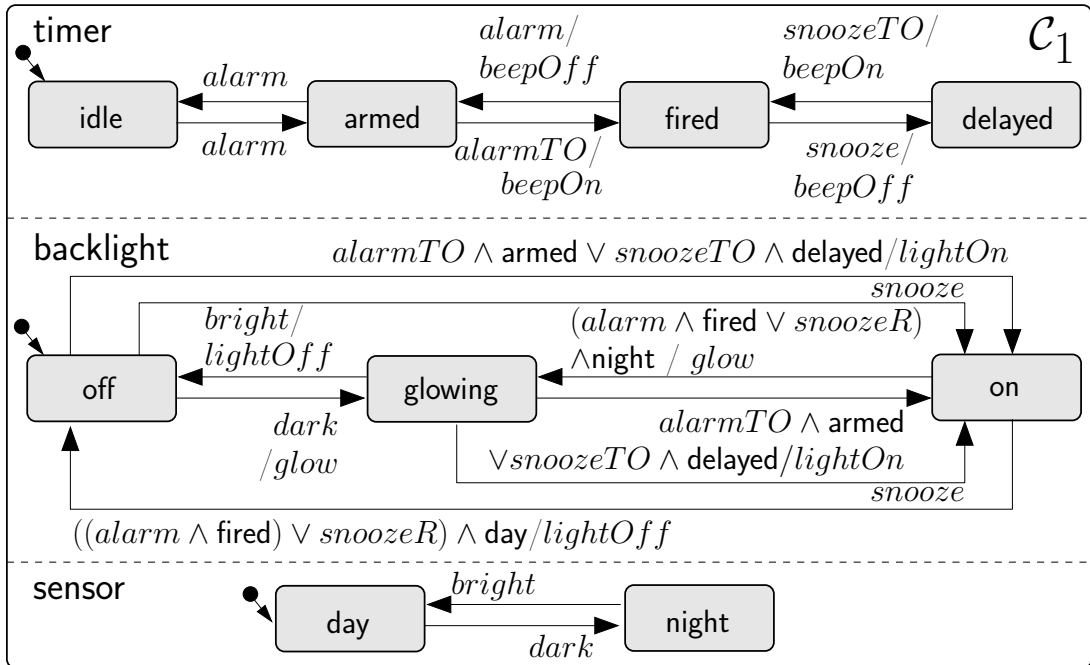 timer
𝒞₁
alarm/
beepOff
snoozeTO/
beepOn
alarm
idle
armed
fired
delayed
alarm
alarmTO/
beepOn
snooze/
beepOff
backlight
alarmTO ∧ armed ∨ snoozeTO ∧ delayed/lightOn
snooze
bright/
lightOff
(alarm ∧ fired ∨ snoozeR)
∧night / glow
off
glowing
on
dark
/glow
alarmTO ∧ armed
∨snoozeTO ∧ delayed/lightOn
snooze
((alarm ∧ fired) ∨ snoozeR) ∧ day/lightOff
sensor
bright
day
night
dark